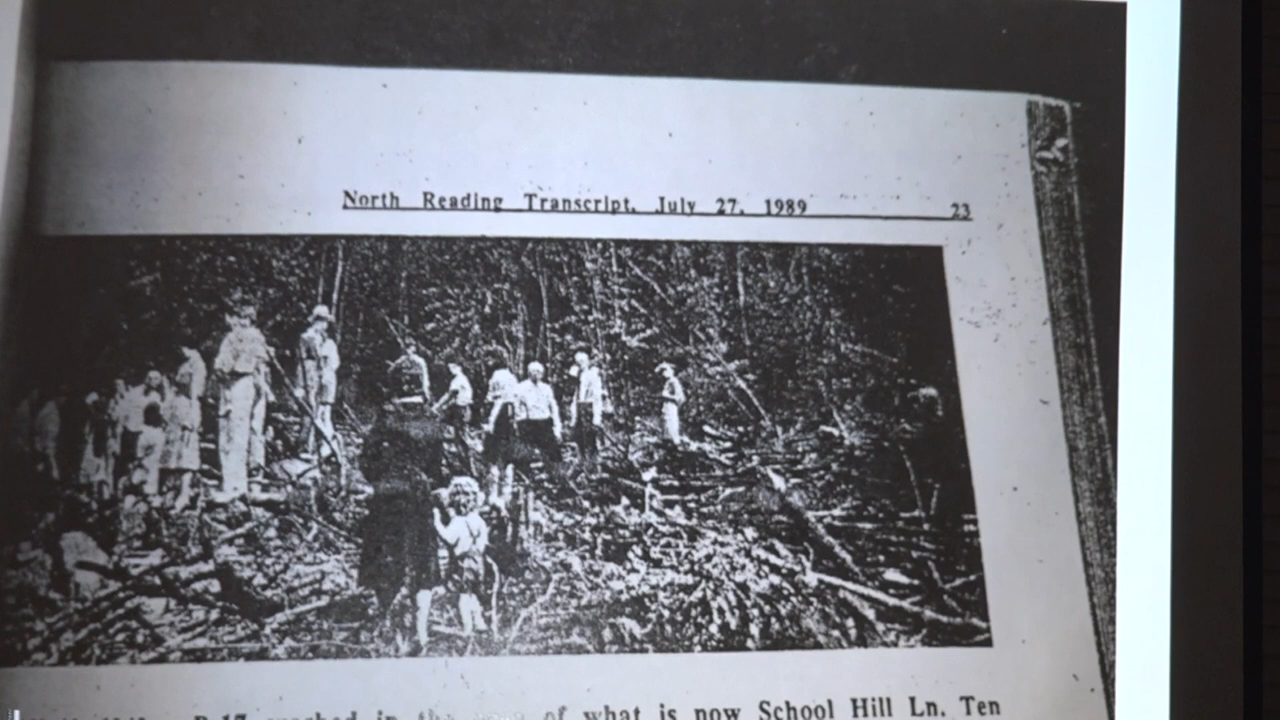 North Reading Transcript, July 27, 1989 23
B-17 crashed in the area of what is now School Hill Ln. Ten